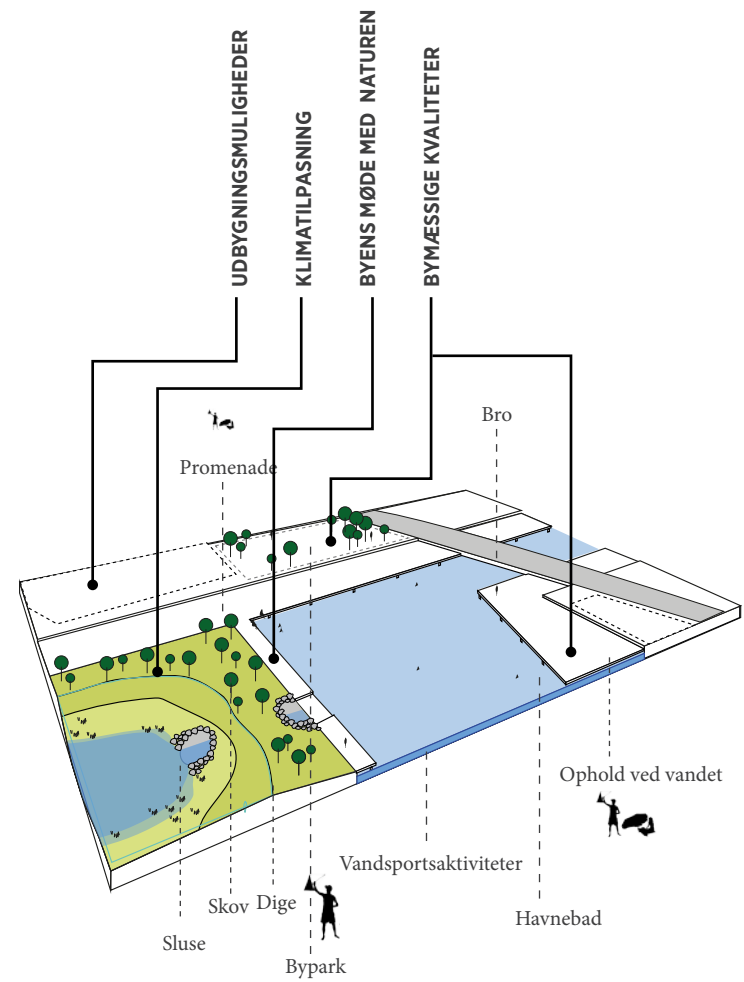 UDBYGNINGSMULIGHEDER
KLIMATILPASNING
BYENS MØDE MED NATUREN
BYMÆSSIGE KVALITETER
Bro
Promenade
Ophold ved vandet
Vandsportsaktiviteter
Skov
Dige
Havnebad
Sluse
Bypark